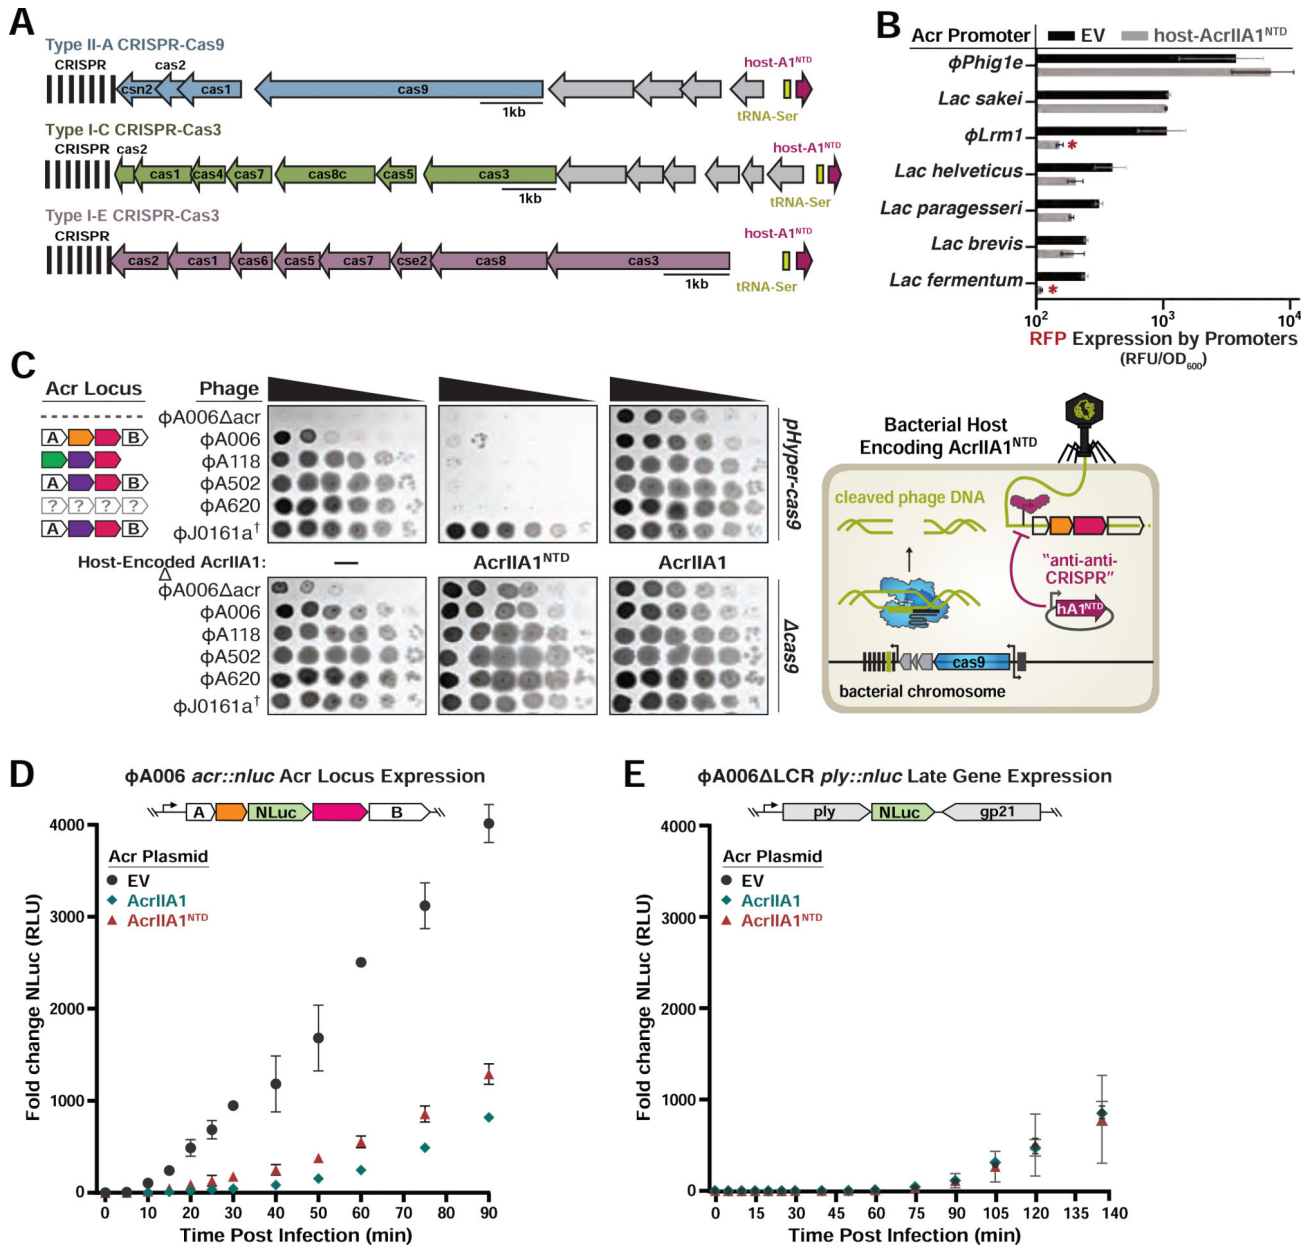 A
Type II-A CRISPR-Cas9
CRISPR
cas2
csn2
cas1
cas9
1kb
host-A1NTD
tRNA-Ser
Type I-C CRISPR-Cas3
CRISPR
cas2
cas1
cas4
cas7
cas8c
cas5
cas3
1kb
host-A1NTD
tRNA-Ser
Type I-E CRISPR-Cas3
CRISPR
cas2
cas1
cas6
cas5
cas7
cse2
cas8
cas3
1kb
host-A1NTD
tRNA-Ser
B
Acr Promoter
EV
host-AcrIIA1NTD
ϕPhig1e
Lac sakei
ϕLrm1
*
Lac helveticus
Lac paragesseri
Lac brevis
Lac fermentum
*
10² 10³ 10⁴
RFP Expression by Promoters
(RFU/OD600)
C
Acr Locus
Phage
ϕA006Δacr
A B ϕA006
ϕA118
A B ϕA502
? ? ? ? ϕA620
A B ϕJ0161a†
pHyper-cas9
Host-Encoded AcrIIA1: — AcrIIA1NTD AcrIIA1
Δ
ϕA006Δacr
ϕA006
ϕA118
ϕA502
ϕA620
ϕJ0161a†
Δcas9
Bacterial Host
Encoding AcrIIA1NTD
cleaved phage DNA
"anti-anti-
CRISPR"
hA1NTD
cas9
bacterial chromosome
D
ϕA006 acr::nluc Acr Locus Expression
A NLuc B
Acr Plasmid
EV
AcrIIA1
AcrIIA1NTD
Fold change NLuc (RLU)
4000
3000
2000
1000
0
0 10 20 30 40 50 60 70 80 90
Time Post Infection (min)
E
ϕA006ΔLCR ply::nluc Late Gene Expression
ply NLuc gp21
Acr Plasmid
EV
AcrIIA1
AcrIIA1NTD
Fold change NLuc (RLU)
4000
3000
2000
1000
0
0 15 30 45 60 75 90 105 120 135 140
Time Post Infection (min)